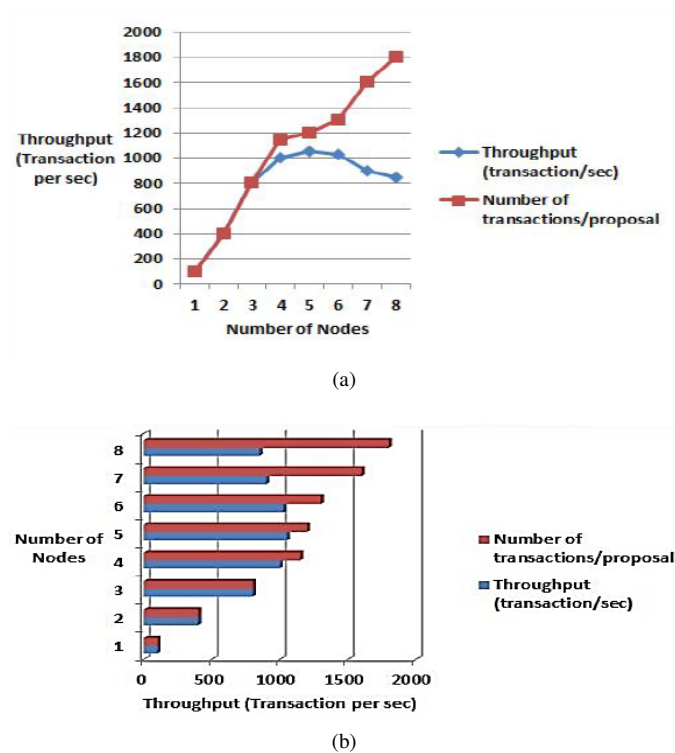 2000
1800
1600
1400
1200
1000
800
600
400
200
0
Throughput
(Transaction
per sec)
1 2 3 4 5 6 7 8
Number of Nodes
Throughput
(transaction/sec)
Number of
transactions/proposal
(a)
8
7
6
5
4
3
2
1
Number of
Nodes
0 500 1000 1500 2000
Throughput (Transaction per sec)
Number of
transactions/proposal
Throughput
(transaction/sec)
(b)